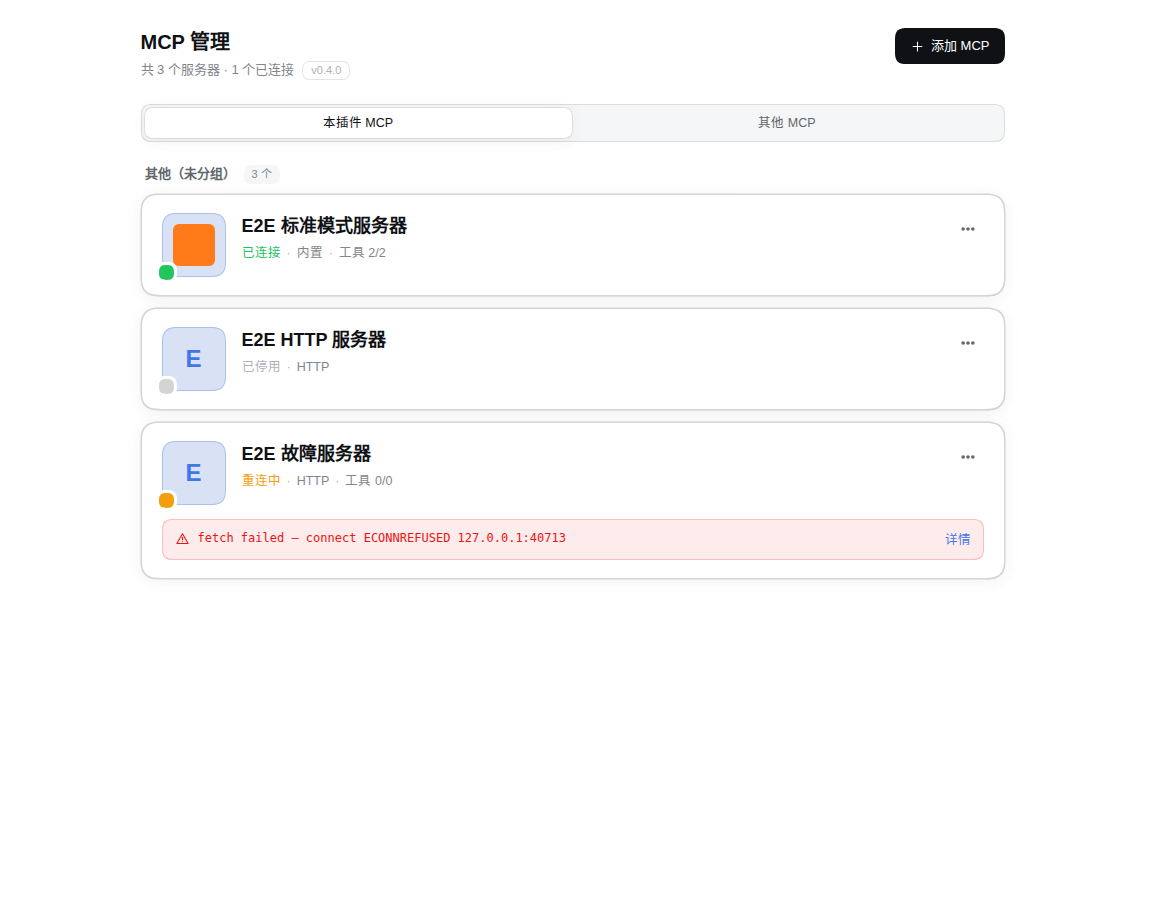 MCP 管理
共 3 个服务器 · 1 个已连接 v0.4.0
添加 MCP
本插件 MCP
其他 MCP
其他（未分组） 3 个
E2E 标准模式服务器
已连接 · 内置 · 工具 2/2
E
E2E HTTP 服务器
已停用 · HTTP
E
E2E 故障服务器
重连中 · HTTP · 工具 0/0
fetch failed — connect ECONNREFUSED 127.0.0.1:40713
详情